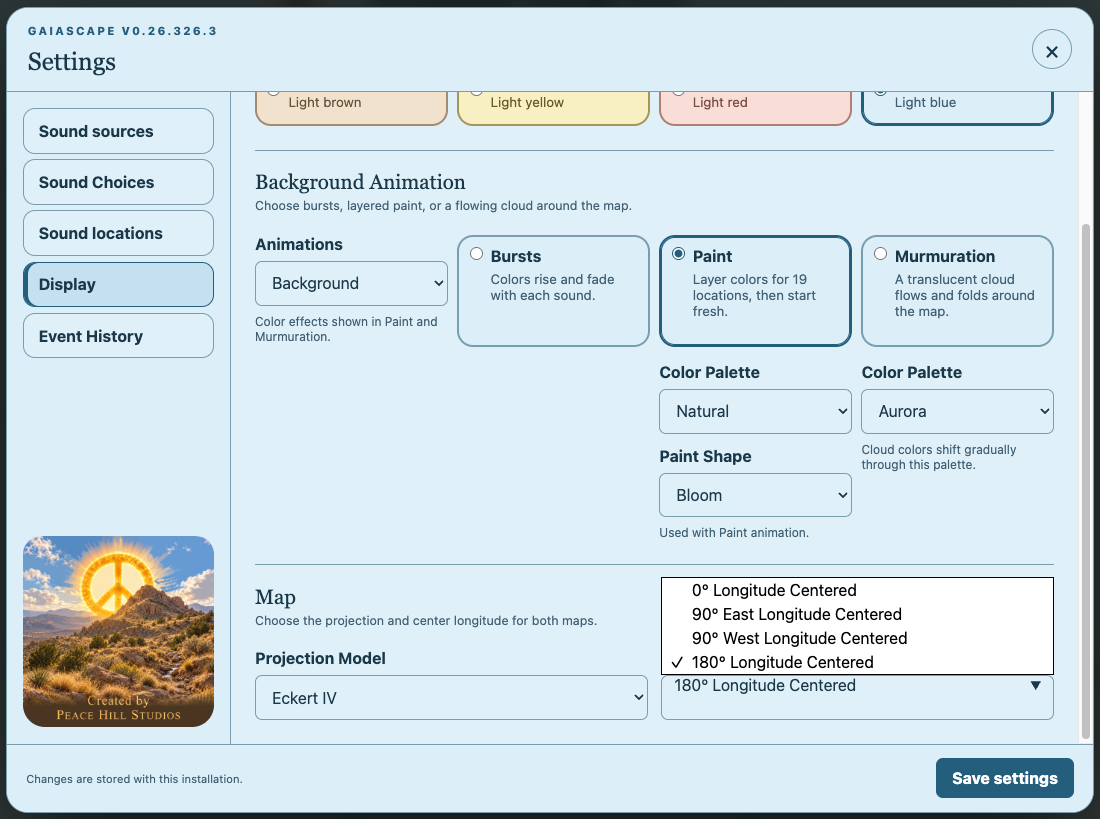 GAIASCAPE V0.26.326.3
Settings
×
Sound sources
Sound Choices
Sound locations
Display
Event History
Created by
PEACE HILL STUDIOS
Light brown
Light yellow
Light red
Light blue
Background Animation
Choose bursts, layered paint, or a flowing cloud around the map.
Animations
Background
Color effects shown in Paint and
Murmuration.
Bursts
Colors rise and fade
with each sound.
Paint
Layer colors for 19
locations, then start
fresh.
Murmuration
A translucent cloud
flows and folds around
the map.
Color Palette
Natural
Paint Shape
Bloom
Used with Paint animation.
Color Palette
Aurora
Cloud colors shift gradually
through this palette.
Map
Choose the projection and center longitude for both maps.
Projection Model
Eckert IV
0° Longitude Centered
90° East Longitude Centered
90° West Longitude Centered
✓ 180° Longitude Centered
180° Longitude Centered
Changes are stored with this installation.
Save settings